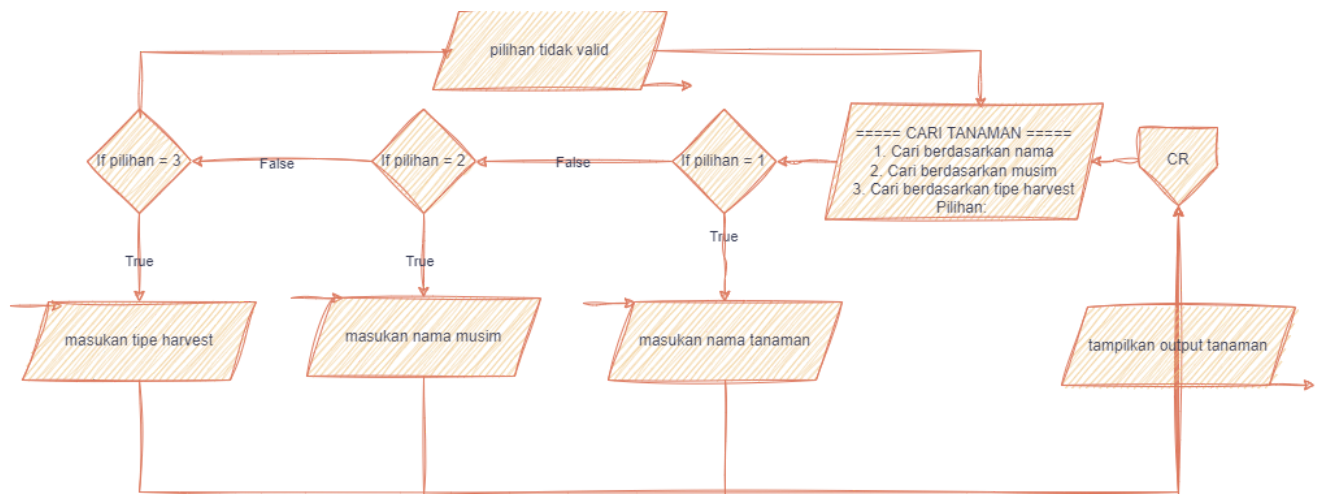 pilihan tidak valid
If pilihan = 3
False
If pilihan = 2
False
If pilihan = 1
===== CARI TANAMAN =====
1. Cari berdasarkan nama
2. Cari berdasarkan musim
3. Cari berdasarkan tipe harvest
Pilihan:
CR
True
True
True
masukan tipe harvest
masukan nama musim
masukan nama tanaman
tampilkan output tanaman